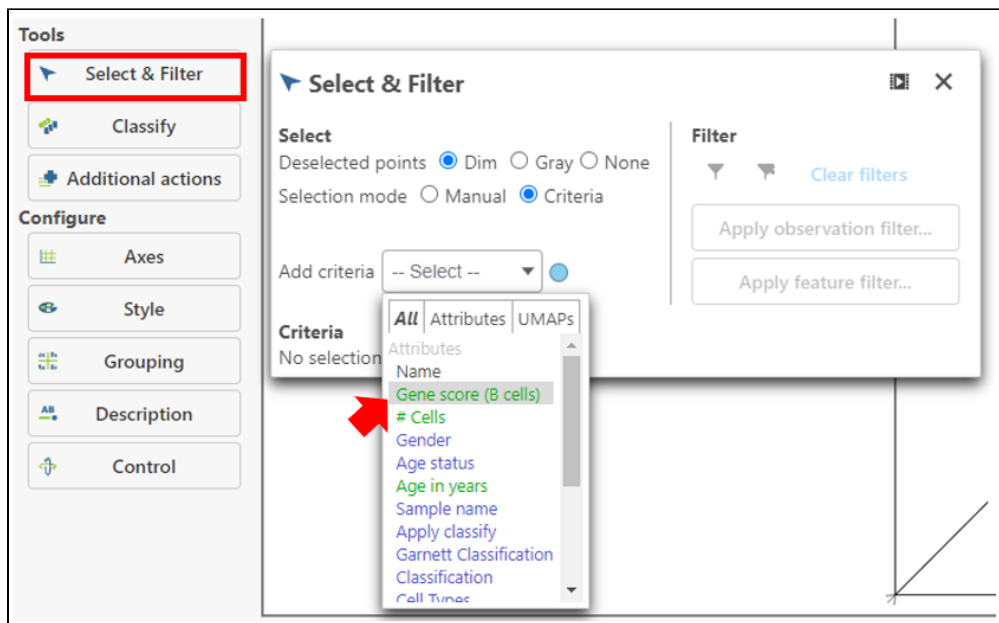 Tools
Select & Filter
Classify
Additional actions
Configure
Axes
Style
Grouping
AB
Description
Control
Select & Filter
Select
Deselected points Dim Gray None
Selection mode Manual Criteria
Add criteria -- Select --
All Attributes UMAPs
Attributes
Name
Gene score (B cells)
# Cells
Gender
Age status
Age in years
Sample name
Apply classify
Garnett Classification
Classification
Cell Types
Criteria
No selection
Filter
Clear filters
Apply observation filter...
Apply feature filter...